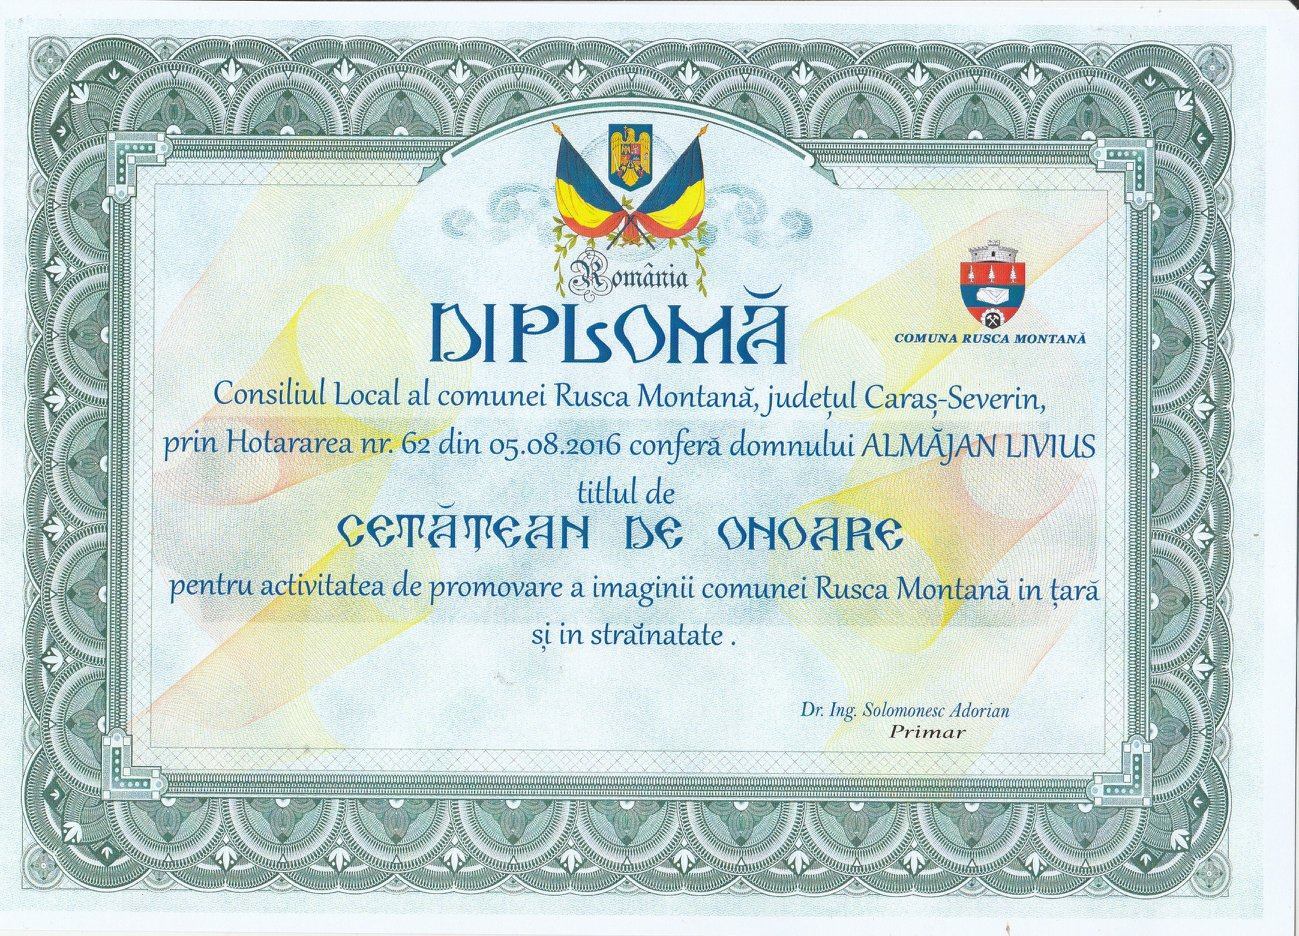 România
DIPLOMĂ
COMUNA RUSCA MONTANĂ
Consiliul Local al comunei Rusca Montană, județul Caraș-Severin,
prin Hotararea nr. 62 din 05.08.2016 conferă domnului ALMĂJAN LIVIUS
titlul de
CETĂȚEAN DE ONOARE
pentru activitatea de promovare a imaginii comunei Rusca Montană in țară
și in străinatate .
Dr. Ing. Solomonesc Adorian
Primar